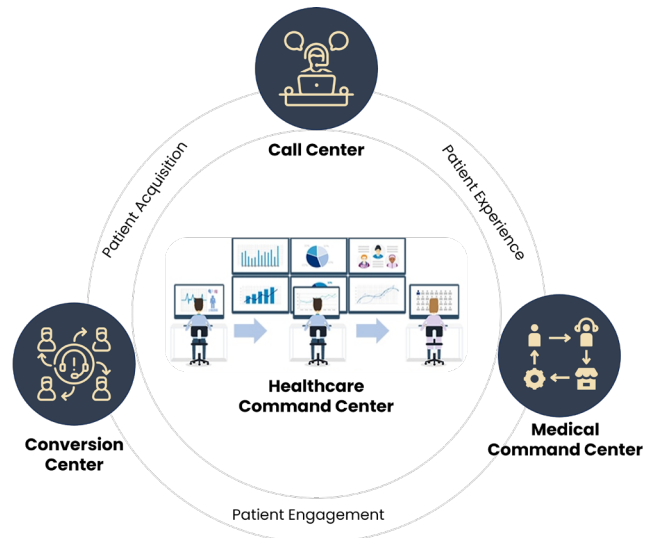 Call Center
Patient Acquisition
Patient Experience
Healthcare
Command Center
Conversion
Center
Medical
Command Center
Patient Engagement